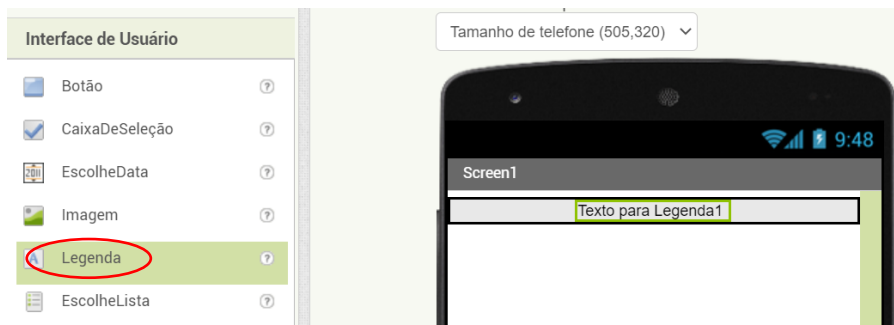 Interface de Usuário
Botão
CaixaDeSeleção
EscolheData
Imagem
Legenda
EscolheLista
Tamanho de telefone (505,320)
9:48
Screen1
Texto para Legenda1